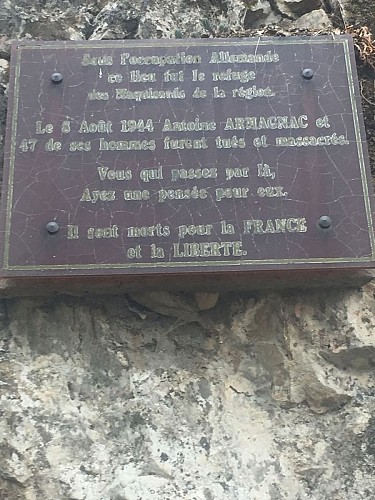 Sous l'occupation Allemande
ce lieu fut le refuge
des Maquisards de la région.
Le 8 Août 1944 Antoine ARMAGNAC et
47 de ses hommes furent tués et massacrés.
Vous qui passez par là,
Ayez une pensée pour eux.
Il sont morts pour la FRANCE
et la LIBERTE.